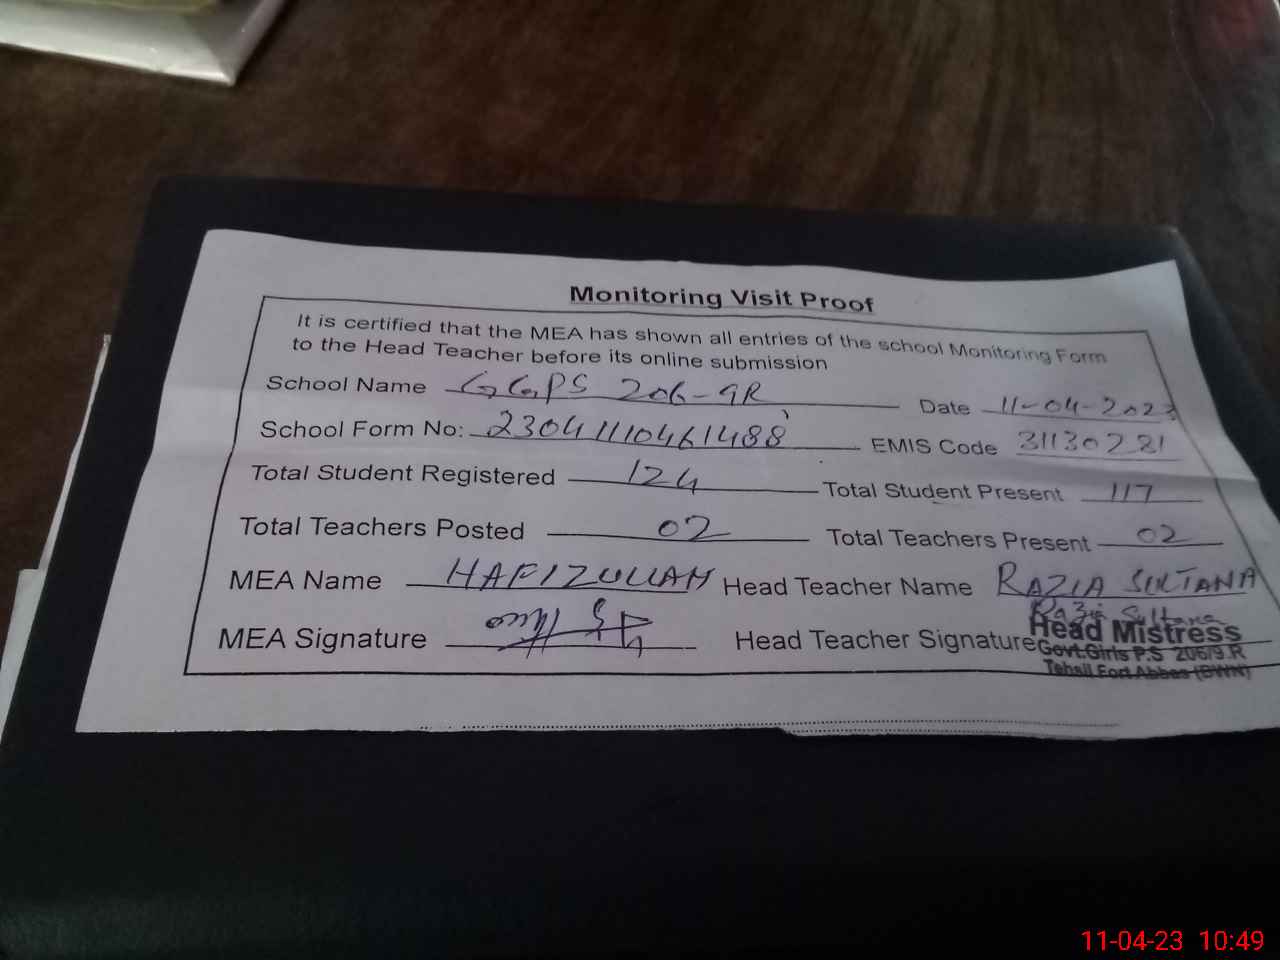 Monitoring Visit Proof
It is certified that the MEA has shown all entries of the school Monitoring Form
to the Head Teacher before its online submission
School Name GGPS 206-9R Date 11-04-2023
School Form No: 23041110461488 EMIS Code 31130281
Total Student Registered 124 Total Student Present 117
Total Teachers Posted 02 Total Teachers Present 02
MEA Name HAFIZULLAH Head Teacher Name RAZIA SULTANA
Razia Sultana
MEA Signature Head Teacher Signature Head Mistress
Govt.Girls P.S 206/9.R
Tehsil Fort Abbas (BWN)
11-04-23 10:49